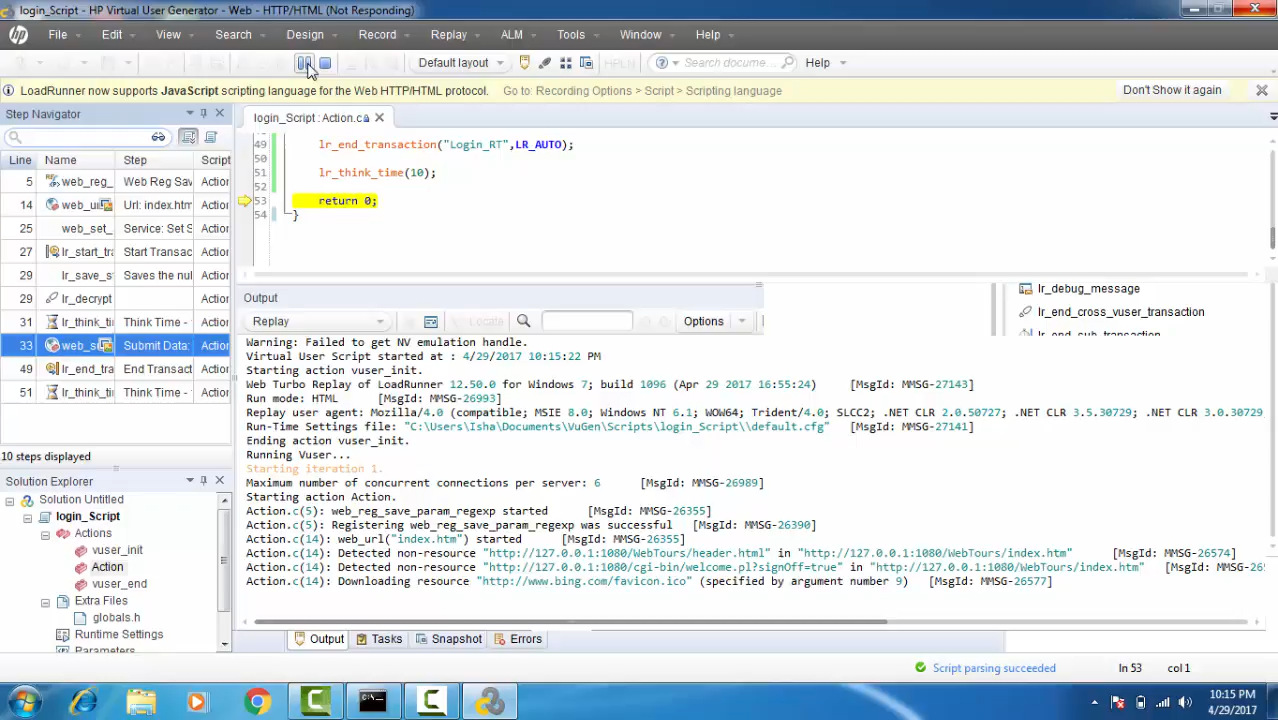 login_Script - HP Virtual User Generator - Web - HTTP/HTML (Not Responding)
hp File Edit View Search Design Record Replay ALM Tools Window Help
Default layout HPLN Search docume... Help
LoadRunner now supports JavaScript scripting language for the Web HTTP/HTML protocol. Go to: Recording Options > Script > Scripting language Don't Show it again
Step Navigator
login_Script : Action.c
Line Name Step Script
5 web_reg_ Web Reg Sav Action
14 web_u Url: index.htm Action
25 web_set_ Service: Set S Action
27 lr_start_tra Start Transac Action
29 lr_save_s Saves the nul Action
29 lr_decrypt Action
31 lr_think_ti Think Time - Action
33 web_s Submit Data: Action
49 lr_end_tra End Transact Action
51 lr_think_ti Think Time - Action
10 steps displayed
49 lr_end_transaction("Login_RT",LR_AUTO);
50
51 lr_think_time(10);
52
53 return 0;
54 }
Output
Replay Locate Options
lr_debug_message
lr_end_cross_vuser_transaction
lr_end_sub_transaction
Warning: Failed to get NV emulation handle.
Virtual User Script started at : 4/29/2017 10:15:22 PM
Starting action vuser_init.
Web Turbo Replay of LoadRunner 12.50.0 for Windows 7; build 1096 (Apr 29 2017 16:55:24) [MsgId: MMSG-27143]
Run mode: HTML [MsgId: MMSG-26993]
Replay user agent: Mozilla/4.0 (compatible; MSIE 8.0; Windows NT 6.1; WOW64; Trident/4.0; SLCC2; .NET CLR 2.0.50727; .NET CLR 3.5.30729; .NET CLR 3.0.30729
Run-Time Settings file: "C:\Users\Isha\Documents\VuGen\Scripts\login_Script\\default.cfg" [MsgId: MMSG-27141]
Ending action vuser_init.
Running Vuser...
Starting iteration 1.
Maximum number of concurrent connections per server: 6 [MsgId: MMSG-26989]
Starting action Action.
Action.c(5): web_reg_save_param_regexp started [MsgId: MMSG-26355]
Action.c(5): Registering web_reg_save_param_regexp was successful [MsgId: MMSG-26390]
Action.c(14): web_url("index.htm") started [MsgId: MMSG-26355]
Action.c(14): Detected non-resource "http://127.0.0.1:1080/WebTours/header.html" in "http://127.0.0.1:1080/WebTours/index.htm" [MsgId: MMSG-26574]
Action.c(14): Detected non-resource "http://127.0.0.1:1080/cgi-bin/welcome.pl?signOff=true" in "http://127.0.0.1:1080/WebTours/index.htm" [MsgId: MMSG-265
Action.c(14): Downloading resource "http://www.bing.com/favicon.ico" (specified by argument number 9) [MsgId: MMSG-26577]
Solution Explorer
Solution Untitled
login_Script
Actions
vuser_init
Action
vuser_end
Extra Files
globals.h
Runtime Settings
Parameters
Output Tasks Snapshot Errors
Script parsing succeeded ln 53 col 1
10:15 PM
4/29/2017